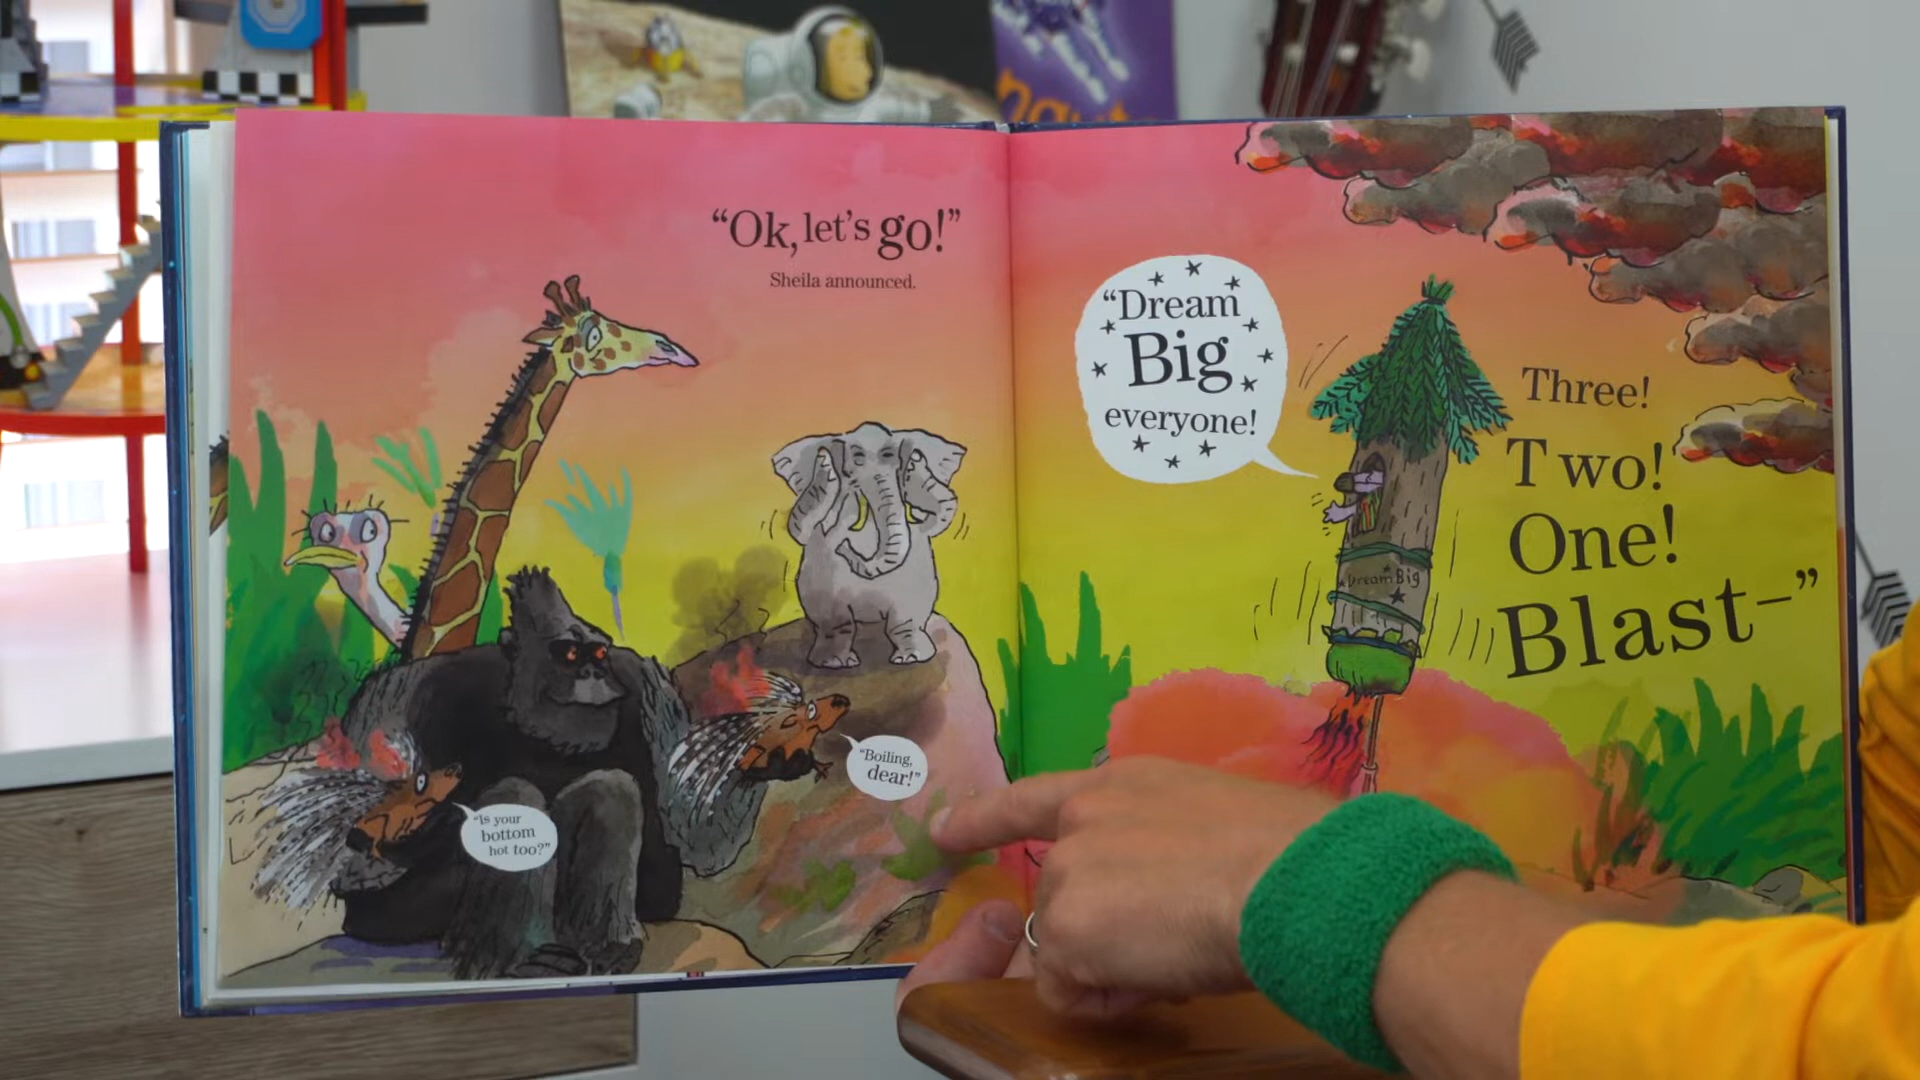 “Ok, let’s go!”
Sheila announced.
“Is your
bottom
hot too?”
“Boiling,
dear!”
“Dream
Big
everyone!
Dream Big
Three!
Two!
One!
Blast–”